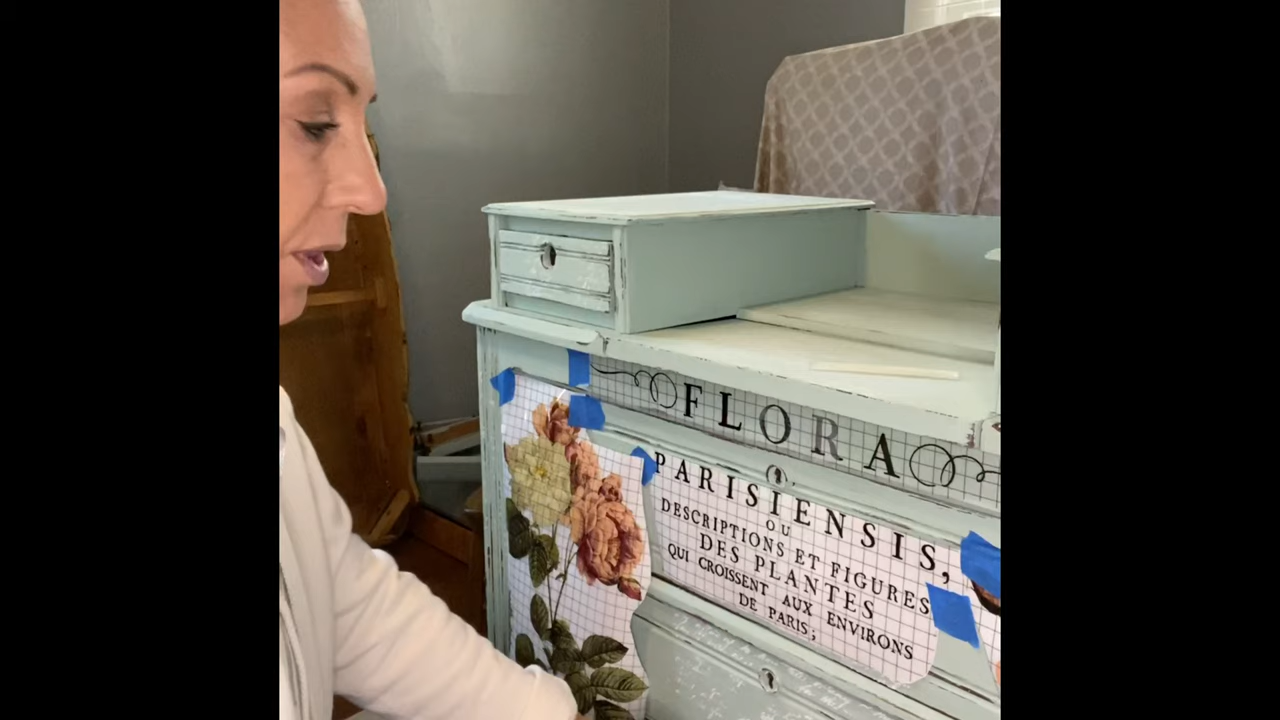 FLORA
PARISIENSIS,
OU
DESCRIPTIONS ET FIGURES
DES PLANTES
QUI CROISSENT AUX ENVIRONS
DE PARIS;